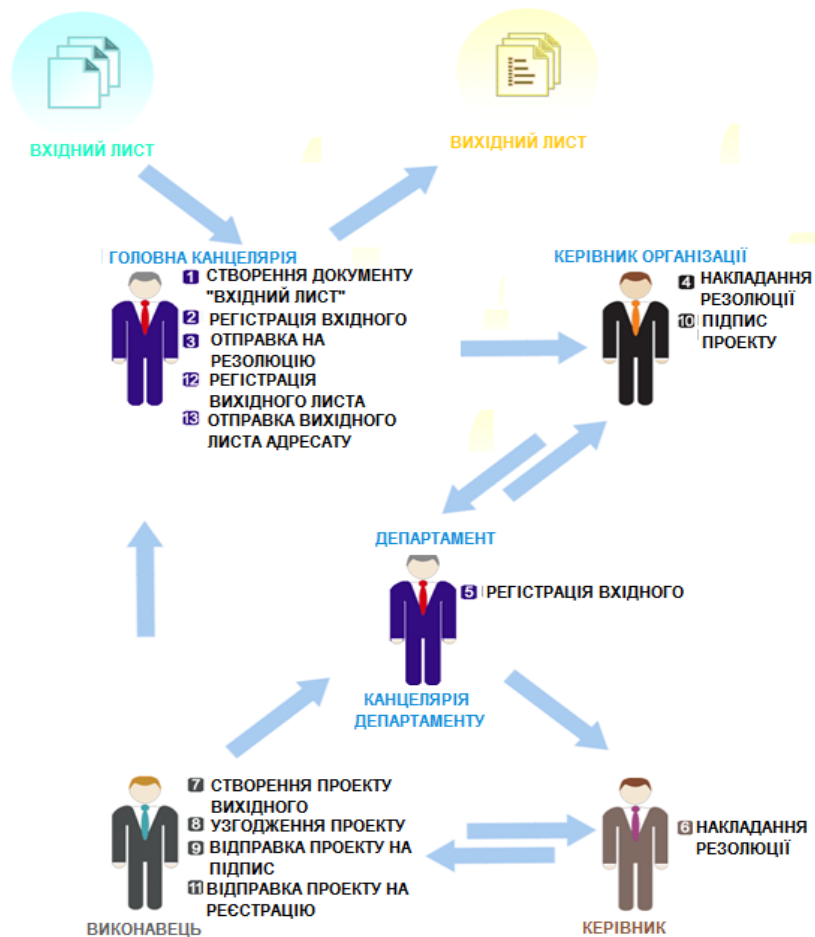 ВХІДНИЙ ЛИСТ
ВИХІДНИЙ ЛИСТ
ГОЛОВНА КАНЦЕЛЯРІЯ
1 СТВОРЕННЯ ДОКУМЕНТУ
"ВХІДНИЙ ЛИСТ"
2 РЕГІСТРАЦІЯ ВХІДНОГО
3 ОТПРАВКА НА
РЕЗОЛЮЦІЮ
12 РЕГІСТРАЦІЯ
ВИХІДНОГО ЛИСТА
13 ОТПРАВКА ВИХІДНОГО
ЛИСТА АДРЕСАТУ
КЕРІВНИК ОРГАНІЗАЦІЇ
4 НАКЛАДАННЯ
РЕЗОЛЮЦІЇ
10 ПІДПИС
ПРОЕКТУ
ДЕПАРТАМЕНТ
5 РЕГІСТРАЦІЯ ВХІДНОГО
КАНЦЕЛЯРІЯ
ДЕПАРТАМЕНТУ
7 СТВОРЕННЯ ПРОЕКТУ
ВИХІДНОГО
8 УЗГОДЖЕННЯ ПРОЕКТУ
9 ВІДПРАВКА ПРОЕКТУ НА
ПІДПИС
11 ВІДПРАВКА ПРОЕКТУ НА
РЕЄСТРАЦІЮ
ВИКОНАВЕЦЬ
6 НАКЛАДАННЯ
РЕЗОЛЮЦІЇ
КЕРІВНИК